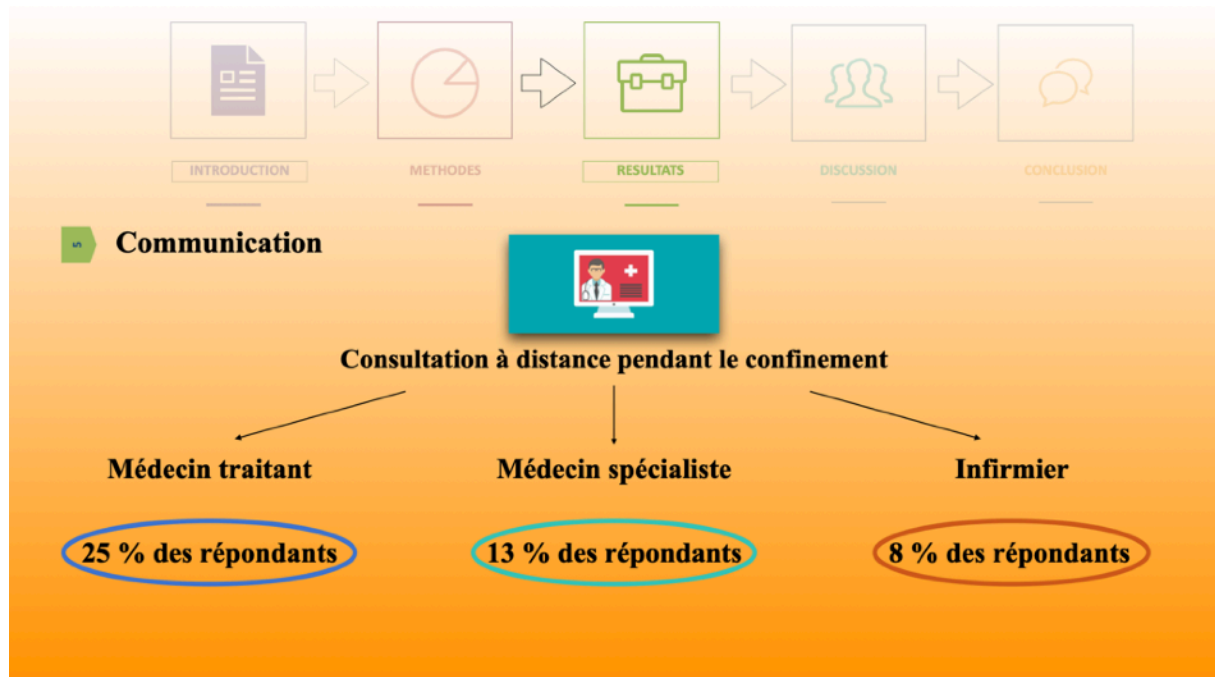 INTRODUCTION
METHODES
RESULTATS
DISCUSSION
CONCLUSION
5
Communication
Consultation à distance pendant le confinement
Médecin traitant
Médecin spécialiste
Infirmier
25 % des répondants
13 % des répondants
8 % des répondants